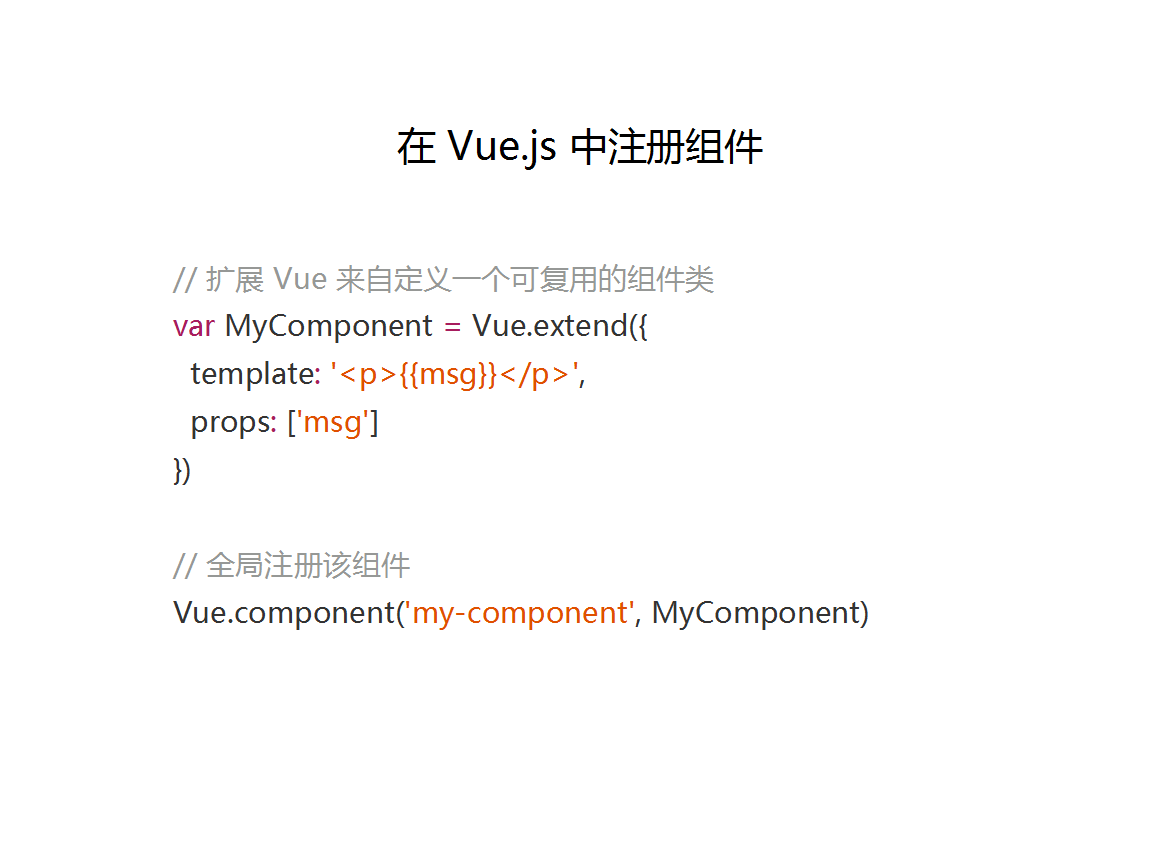 在 Vue.js 中注册组件
// 扩展 Vue 来自定义一个可复用的组件类
var MyComponent = Vue.extend({
  template: '<p>{{msg}}</p>',
  props: ['msg']
})
// 全局注册该组件
Vue.component('my-component', MyComponent)